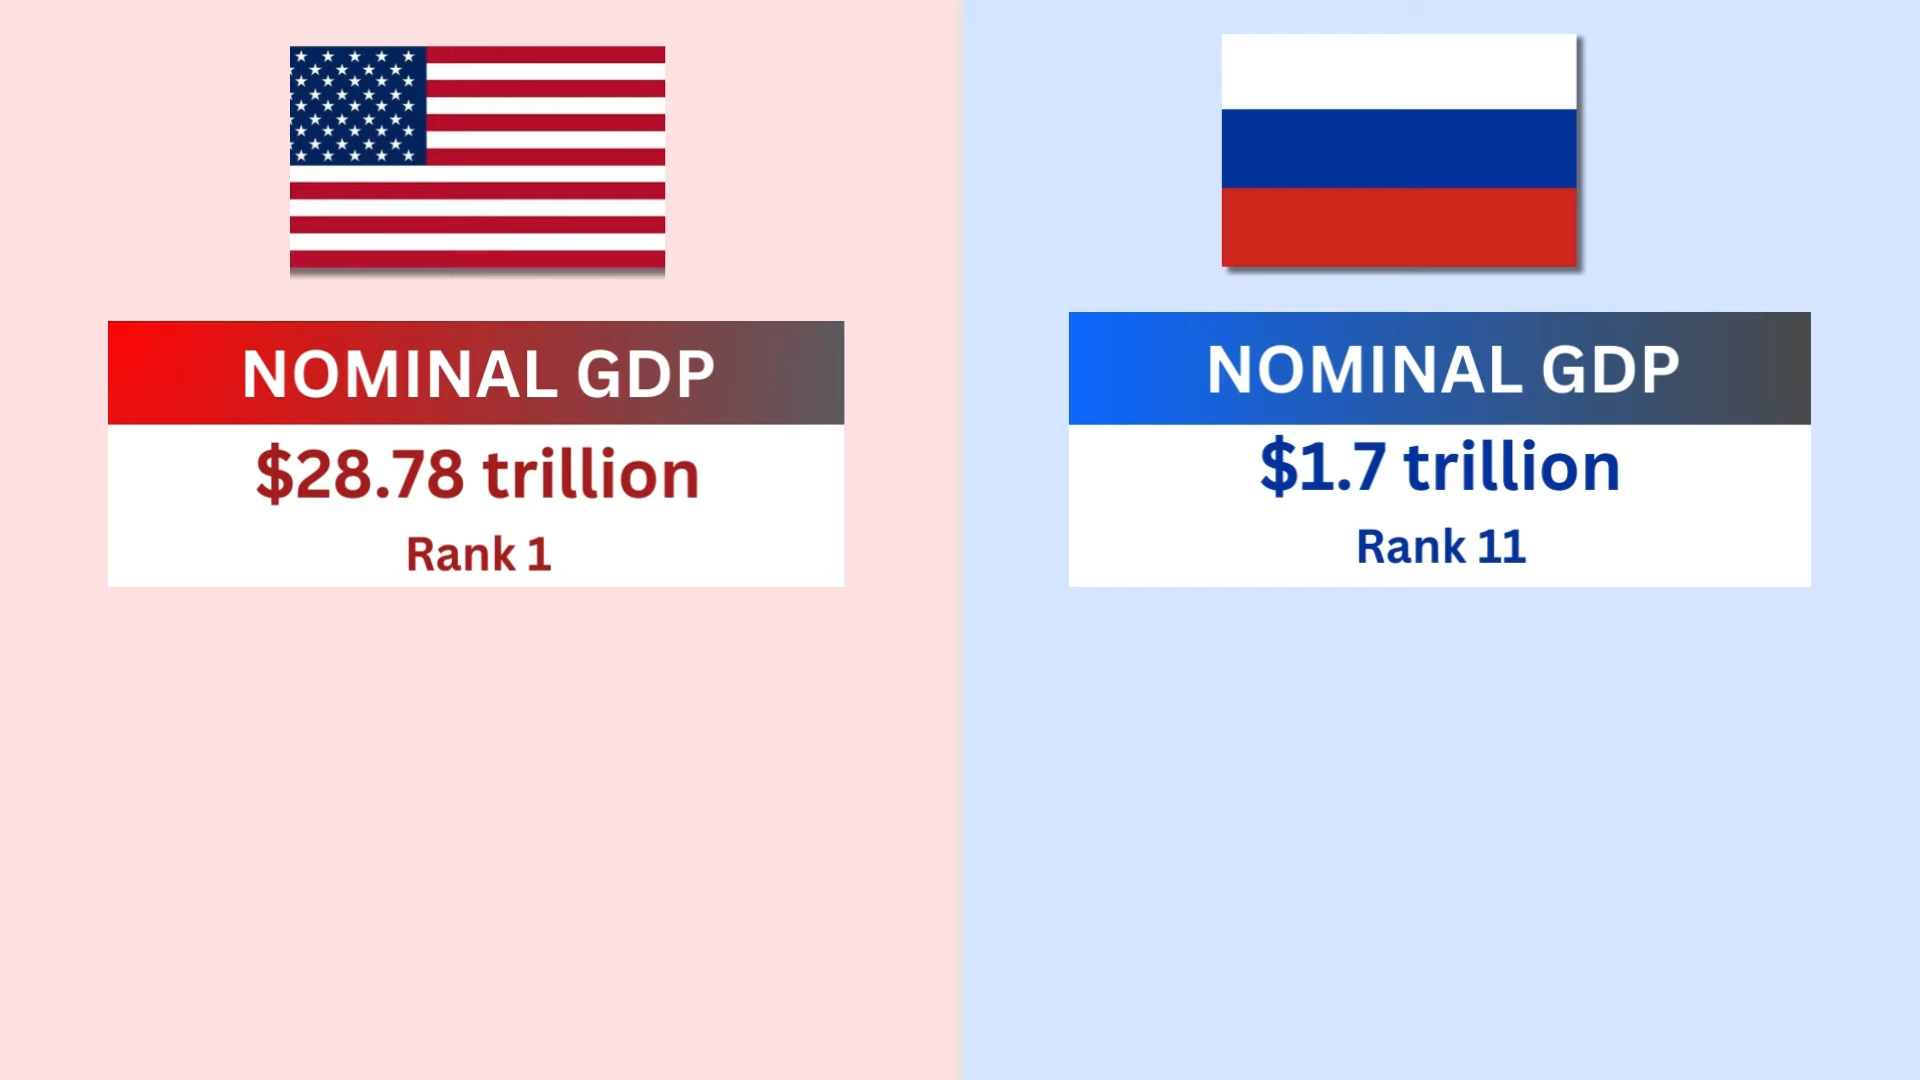 NOMINAL GDP
$28.78 trillion
Rank 1
NOMINAL GDP
$1.7 trillion
Rank 11